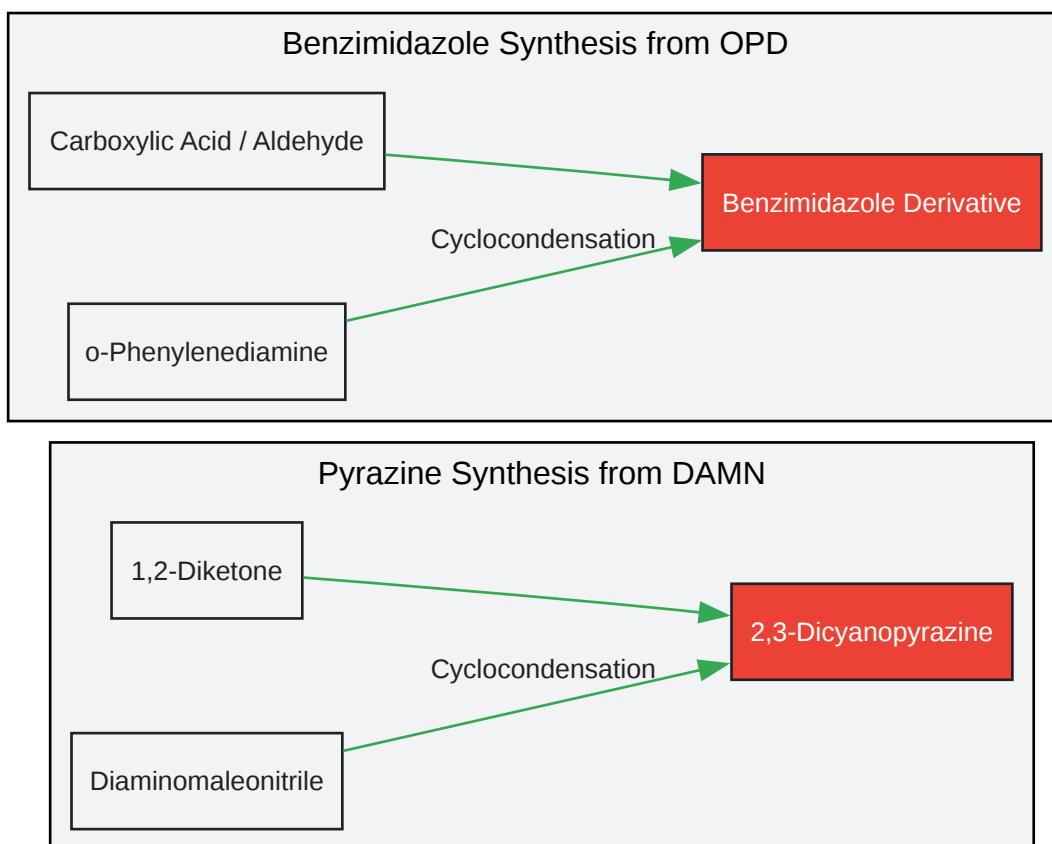 Benzimidazole Synthesis from OPD
Carboxylic Acid / Aldehyde
Benzimidazole Derivative
Cyclocondensation
o-Phenylenediamine
Pyrazine Synthesis from DAMN
1,2-Diketone
2,3-Dicyanopyrazine
Cyclocondensation
Diaminomaleonitrile